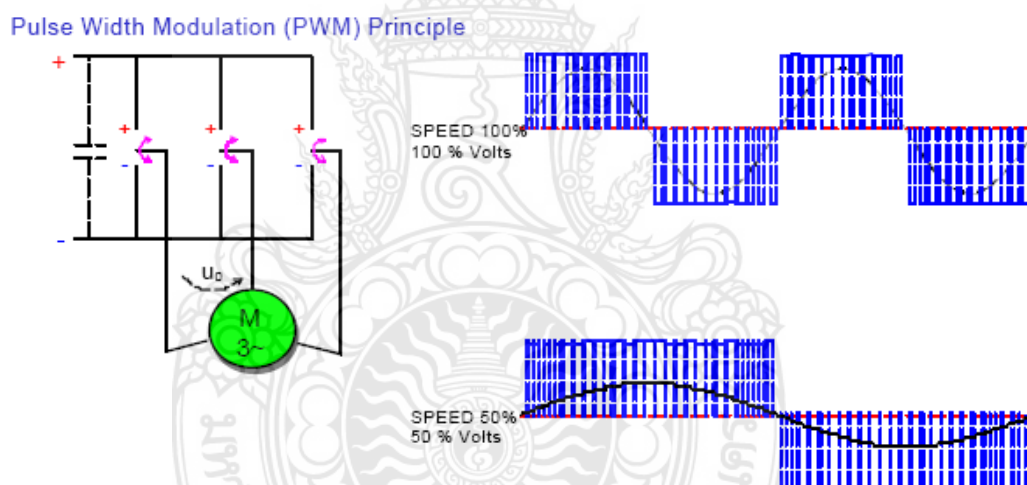 Pulse Width Modulation (PWM) Principle
+
+ + +
- - -
-
u₀
M
3~
SPEED 100%
100 % Volts
SPEED 50%
50 % Volts